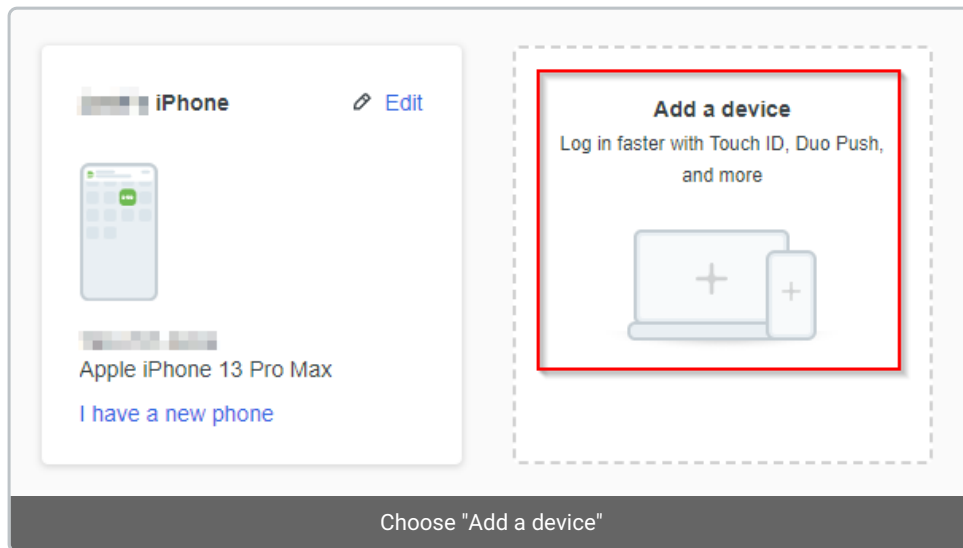 iPhone
Edit
Apple iPhone 13 Pro Max
I have a new phone
Add a device
Log in faster with Touch ID, Duo Push,
and more
Choose "Add a device"